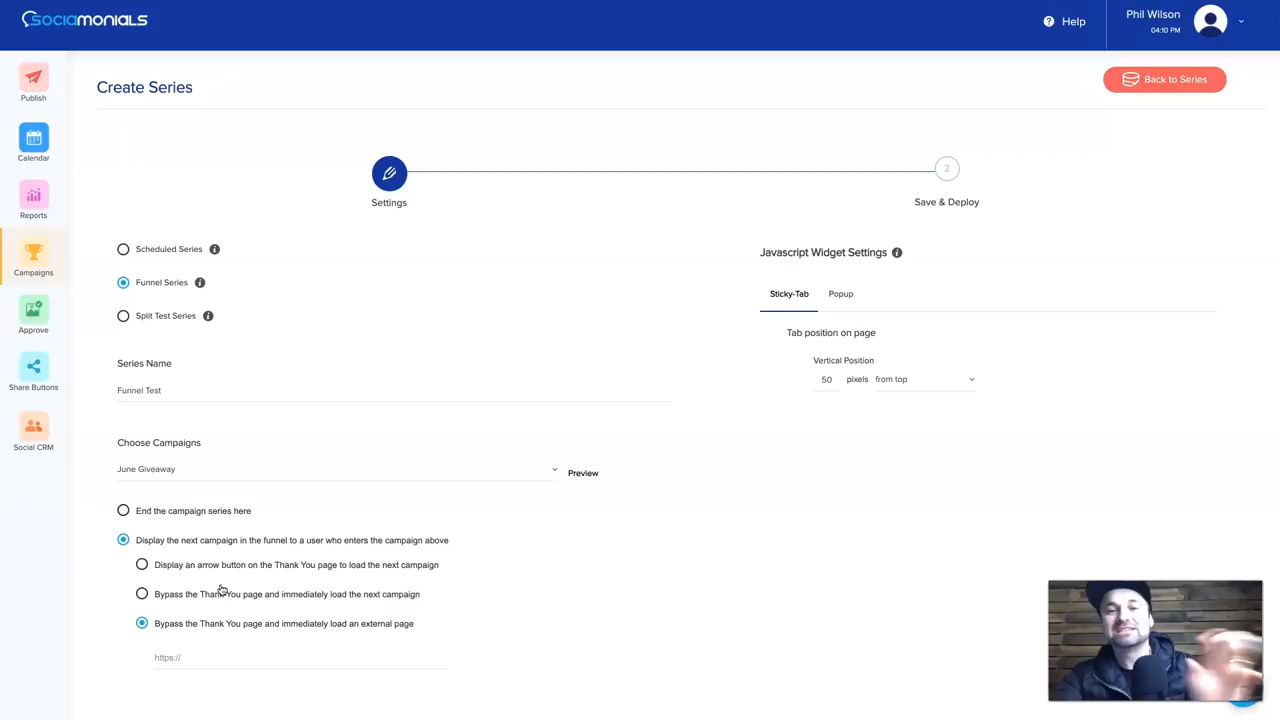 SOCIAMONIALS
Help
Phil Wilson
04:10 PM
Publish
Calendar
Reports
Campaigns
Approve
Share Buttons
Social CRM
Create Series
Back to Series
Settings
2
Save & Deploy
Scheduled Series
Funnel Series
Split Test Series
Series Name
Funnel Test
Choose Campaigns
June Giveaway
Preview
End the campaign series here
Display the next campaign in the funnel to a user who enters the campaign above
Display an arrow button on the Thank You page to load the next campaign
Bypass the Thank You page and immediately load the next campaign
Bypass the Thank You page and immediately load an external page
https://
Javascript Widget Settings
Sticky-Tab Popup
Tab position on page
Vertical Position
50 pixels from top